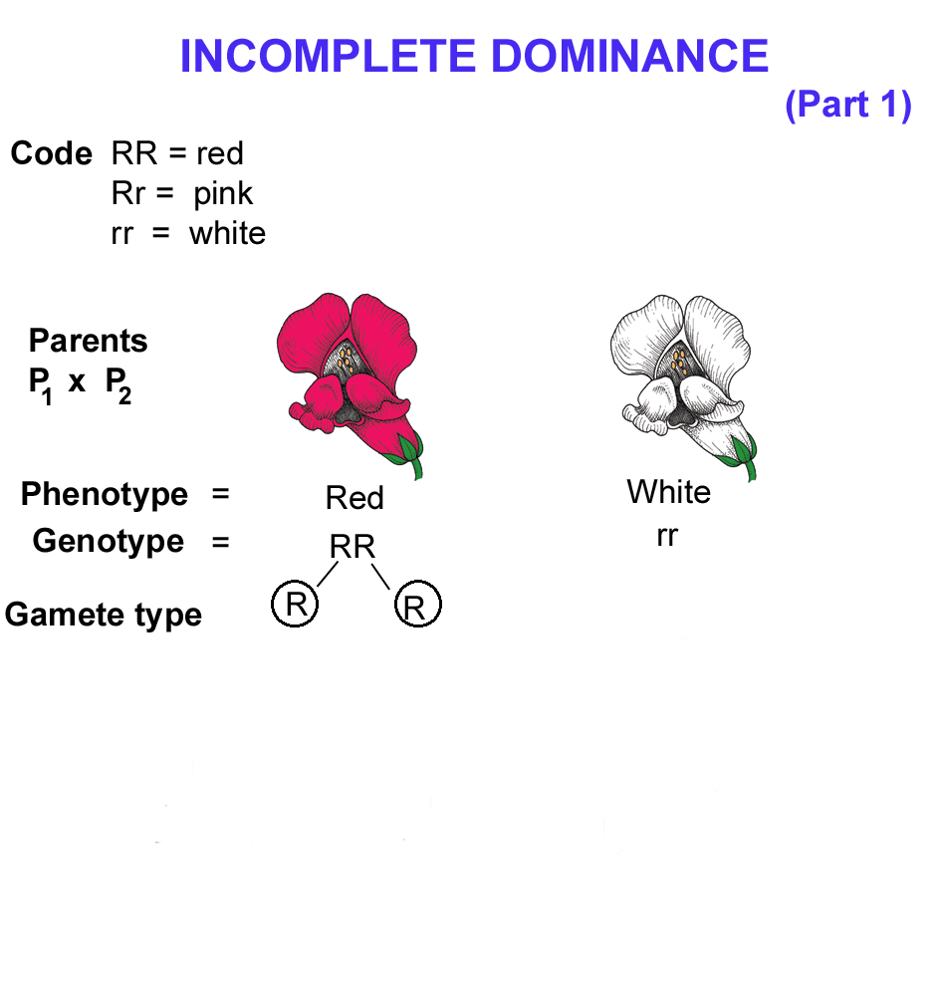 INCOMPLETE DOMINANCE
(Part 1)
Code RR = red
Rr = pink
rr = white
Parents
P1 x P2
Phenotype = Red White
Genotype = RR rr
Gamete type R R